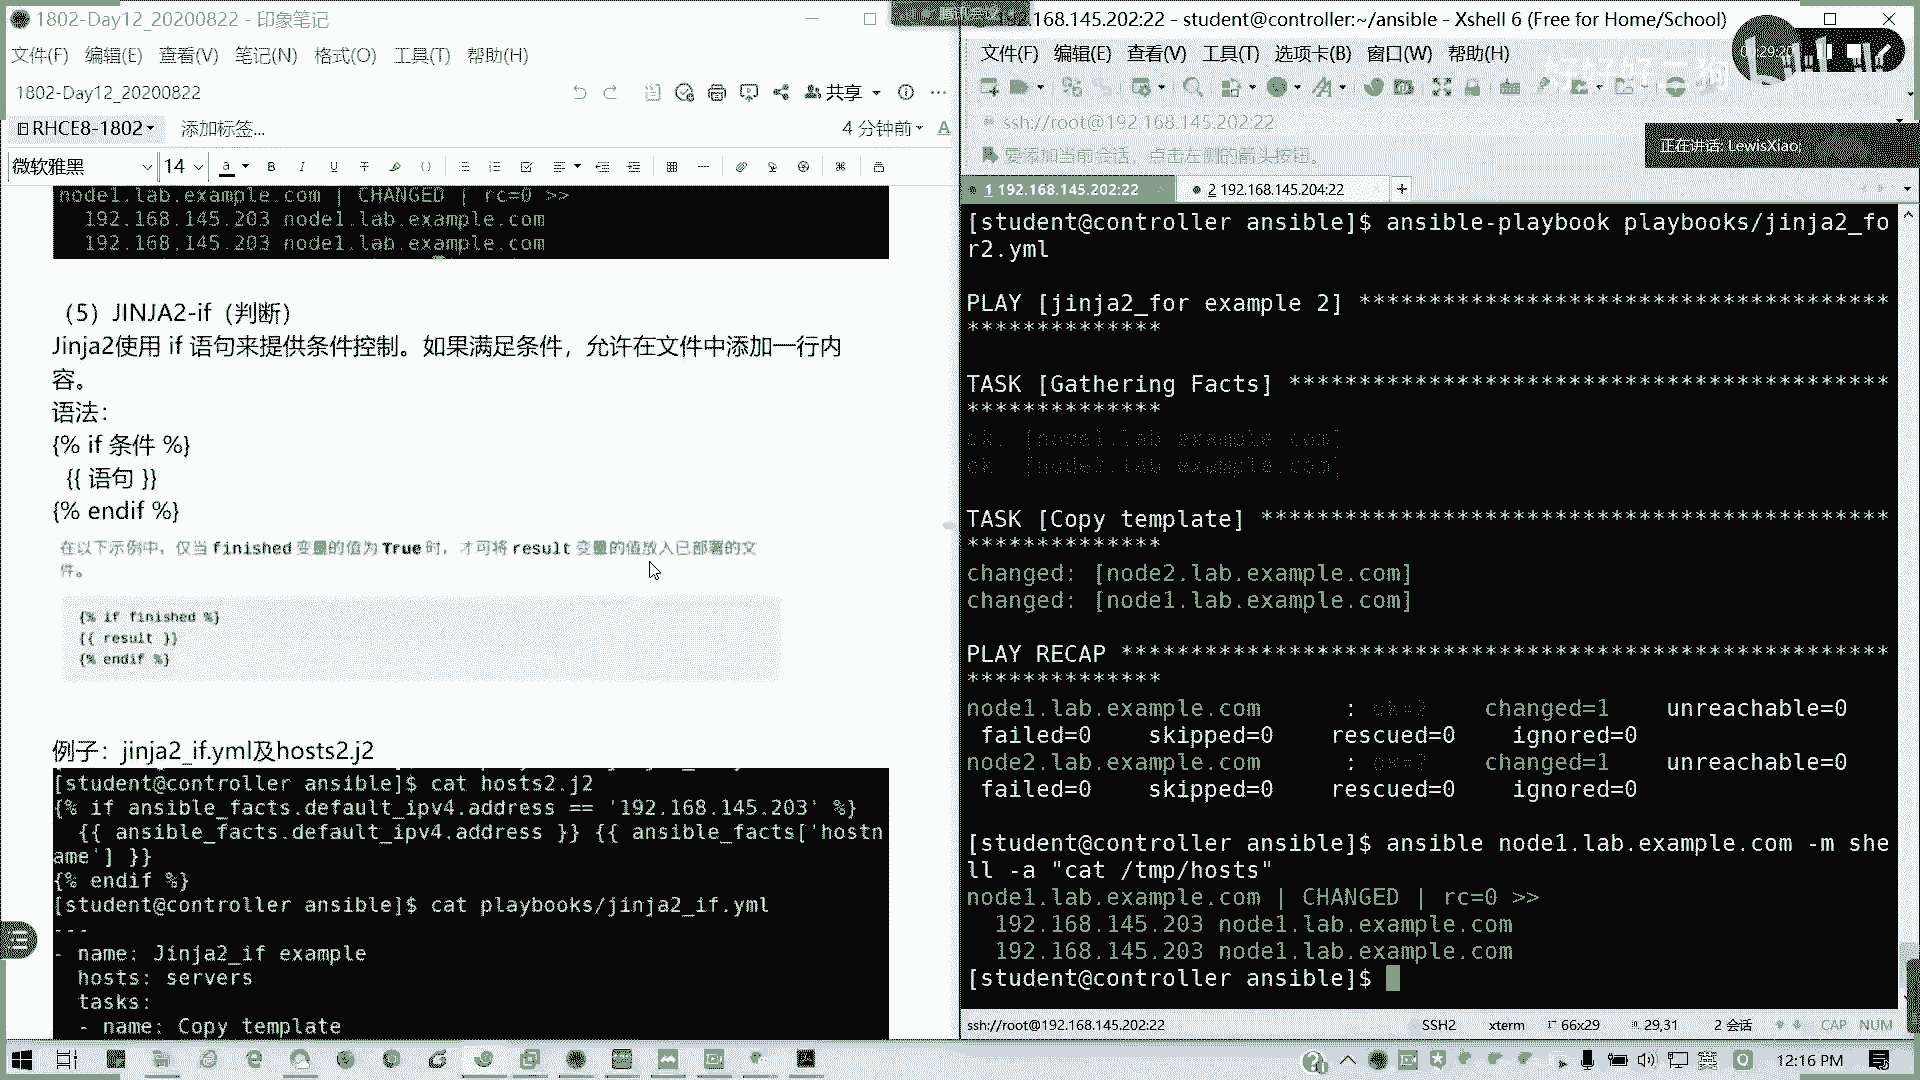 1802-Day12_20200822 - 印象笔记
文件(F) 编辑(E) 查看(V) 笔记(N) 格式(O) 工具(T) 帮助(H)
1802-Day12_20200822
共享
RHCE8-1802 添加标签...
4 分钟前
微软雅黑 14
node1.lab.example.com | CHANGED | rc=0 >>
192.168.145.203 node1.lab.example.com
192.168.145.203 node1.lab.example.com
（5）JINJA2-if（判断）
Jinja2使用 if 语句来提供条件控制。如果满足条件，允许在文件中添加一行内
容。
语法：
{% if 条件 %}
{{ 语句 }}
{% endif %}
在以下示例中，仅当 finished 变量的值为 True 时，才可将 result 变量的值放入已部署的文
件。
{% if finished %}
{{ result }}
{% endif %}
例子：jinja2_if.yml及hosts2.j2
[student@controller ansible]$ cat hosts2.j2
{% if ansible_facts.default_ipv4.address == '192.168.145.203' %}
{{ ansible_facts.default_ipv4.address }} {{ ansible_facts['hostn
ame'] }}
{% endif %}
[student@controller ansible]$ cat playbooks/jinja2_if.yml
---
- name: Jinja2_if example
hosts: servers
tasks:
- name: Copy template
192.168.145.202:22 - student@controller:~/ansible - Xshell 6 (Free for Home/School)
文件(F) 编辑(E) 查看(V) 工具(T) 选项卡(B) 窗口(W) 帮助(H)
ssh://root@192.168.145.202:22
要添加当前会话，点击左侧的箭头按钮。
正在讲话: LewisXiao;
1 192.168.145.202:22
2 192.168.145.204:22
[student@controller ansible]$ ansible-playbook playbooks/jinja2_fo
r2.yml
PLAY [jinja2_for example 2] **************************************
**************
TASK [Gathering Facts] *******************************************
**************
ok: [node1.lab.example.com]
ok: [node2.lab.example.com]
TASK [Copy template] *********************************************
**************
changed: [node2.lab.example.com]
changed: [node1.lab.example.com]
PLAY RECAP *******************************************************
**************
node1.lab.example.com : ok=2 changed=1 unreachable=0
failed=0 skipped=0 rescued=0 ignored=0
node2.lab.example.com : ok=2 changed=1 unreachable=0
failed=0 skipped=0 rescued=0 ignored=0
[student@controller ansible]$ ansible node1.lab.example.com -m she
ll -a "cat /tmp/hosts"
node1.lab.example.com | CHANGED | rc=0 >>
192.168.145.203 node1.lab.example.com
192.168.145.203 node1.lab.example.com
[student@controller ansible]$
ssh://root@192.168.145.202:22 SSH2 xterm 66x29 29,31 2 会话 CAP NUM
英 12:16 PM